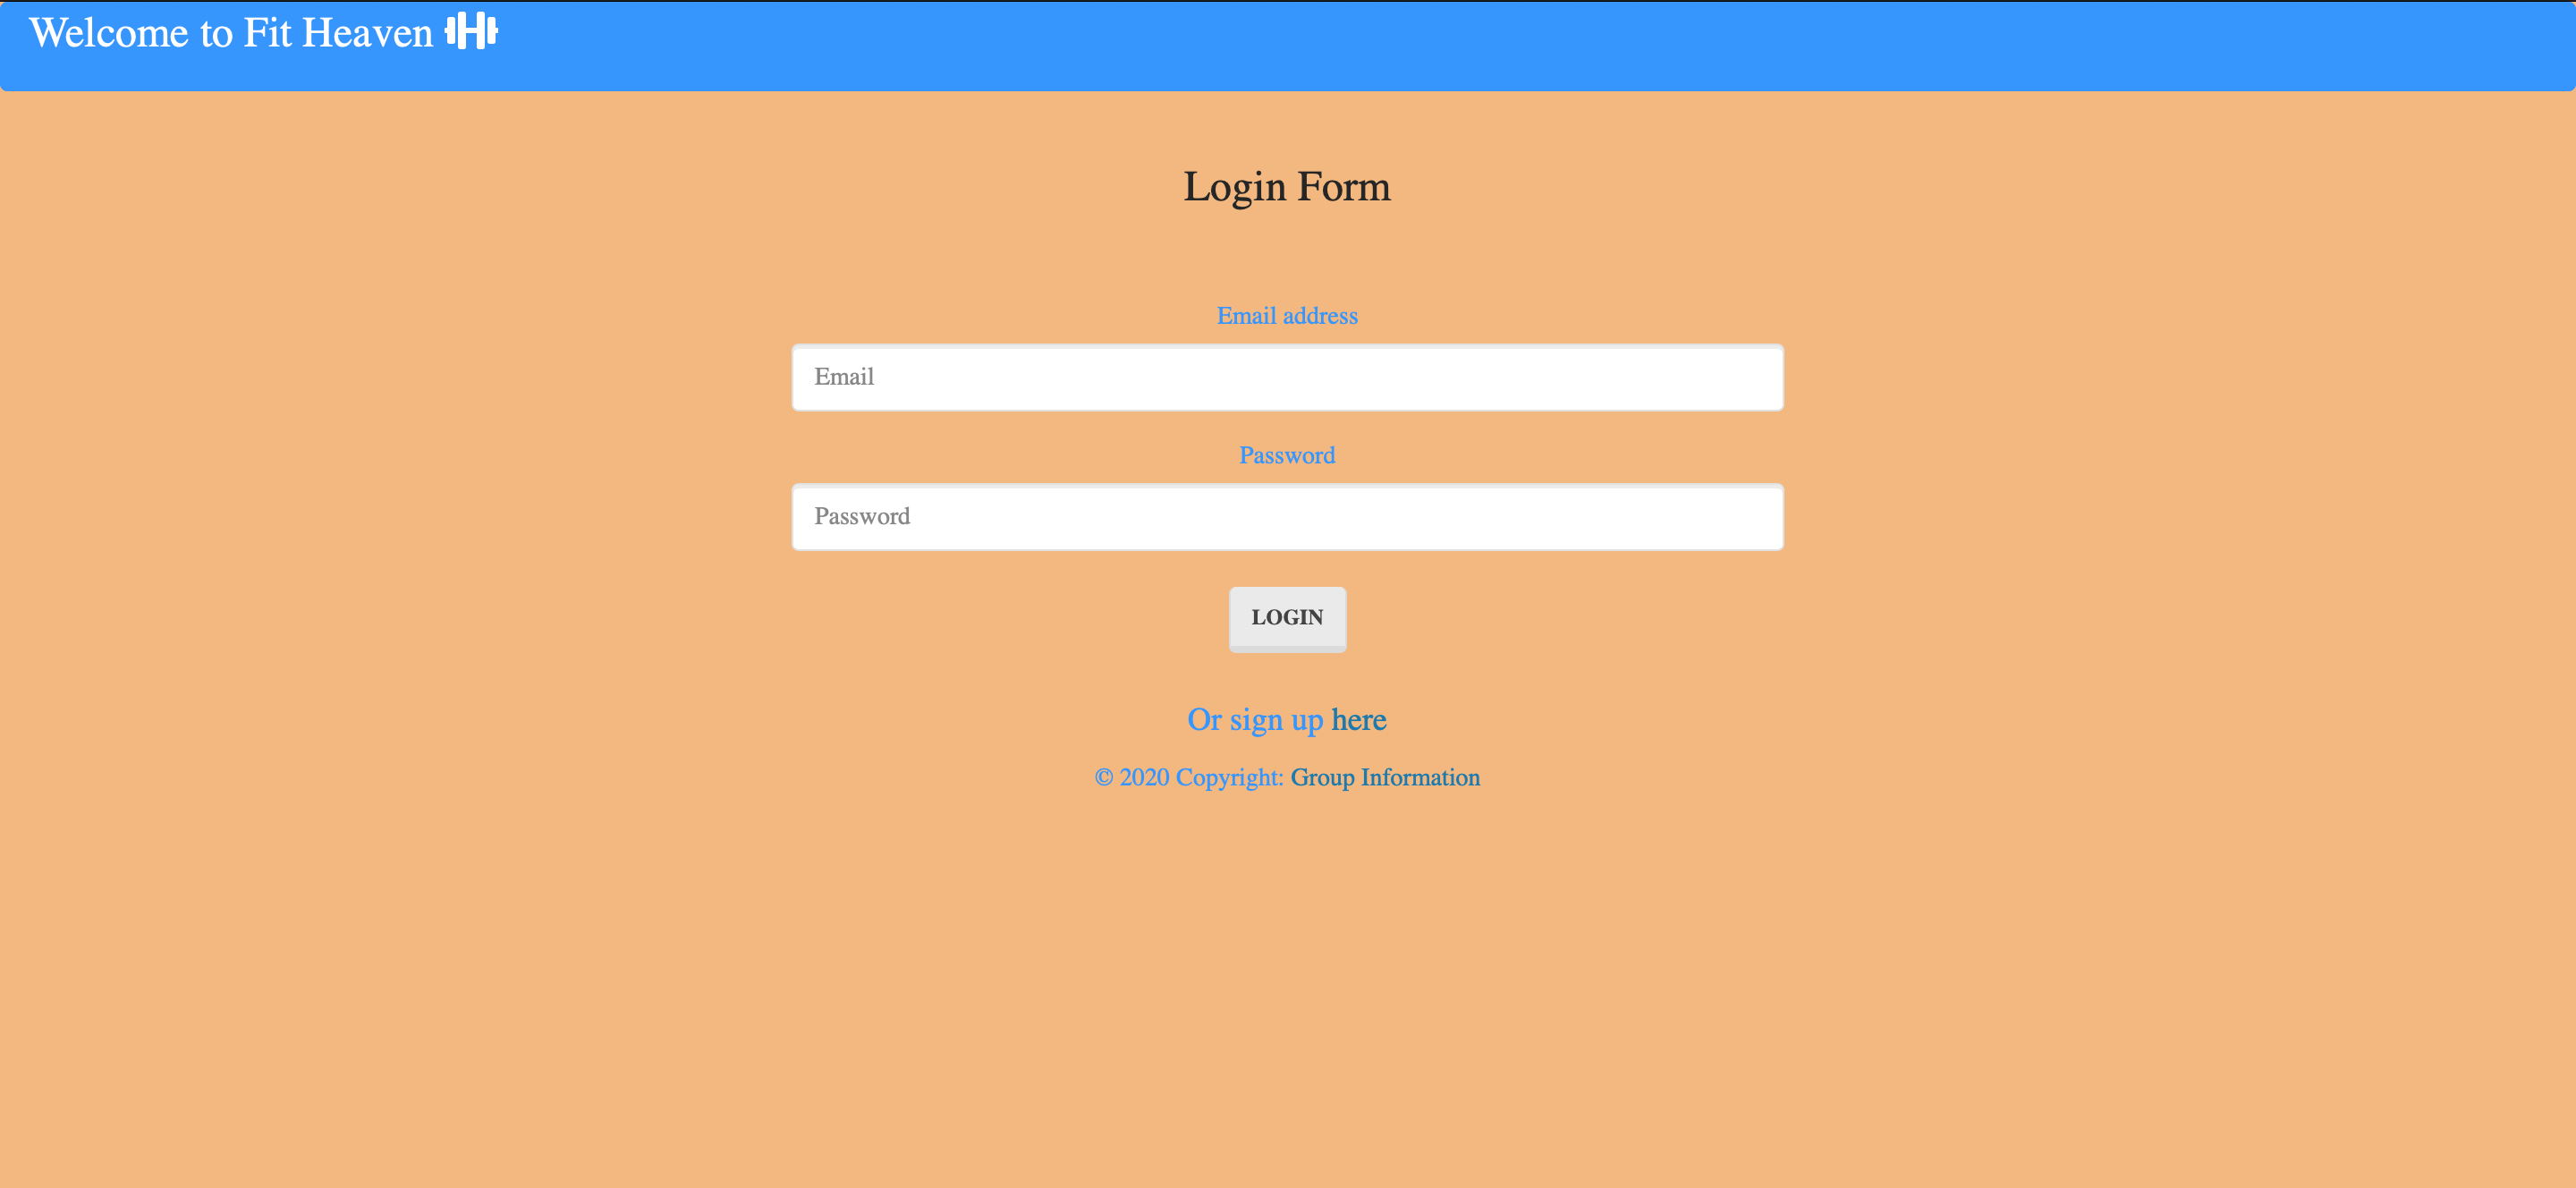 Welcome to Fit Heaven
Login Form
Email address
Email
Password
Password
LOGIN
Or sign up here
© 2020 Copyright: Group Information